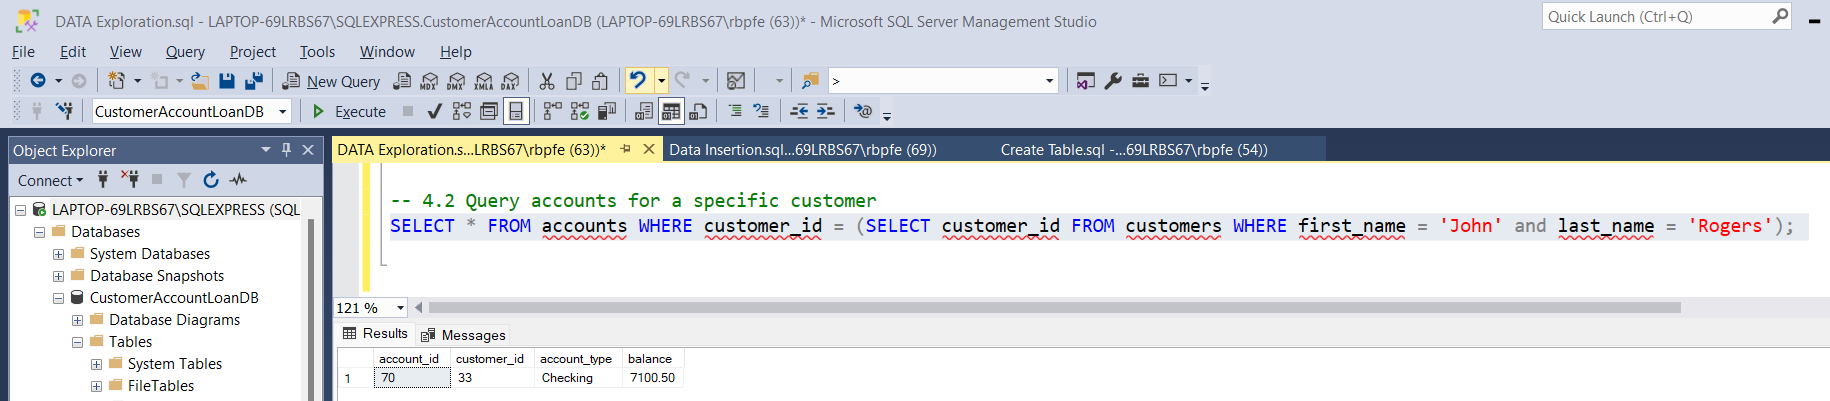 DATA Exploration.sql - LAPTOP-69LRBS67\SQLEXPRESS.CustomerAccountLoanDB (LAPTOP-69LRBS67\rbpfe (63))* - Microsoft SQL Server Management Studio
Quick Launch (Ctrl+Q)
File Edit View Query Project Tools Window Help
New Query MDX DMX XMLA DAX >
CustomerAccountLoanDB Execute
Object Explorer
DATA Exploration.s...LRBS67\rbpfe (63))* Data Insertion.sql...69LRBS67\rbpfe (69)) Create Table.sql -...69LRBS67\rbpfe (54))
Connect
LAPTOP-69LRBS67\SQLEXPRESS (SQL
Databases
System Databases
Database Snapshots
CustomerAccountLoanDB
Database Diagrams
Tables
System Tables
FileTables
-- 4.2 Query accounts for a specific customer
SELECT * FROM accounts WHERE customer_id = (SELECT customer_id FROM customers WHERE first_name = 'John' and last_name = 'Rogers');
121 %
Results Messages
account_id customer_id account_type balance
1 70 33 Checking 7100.50